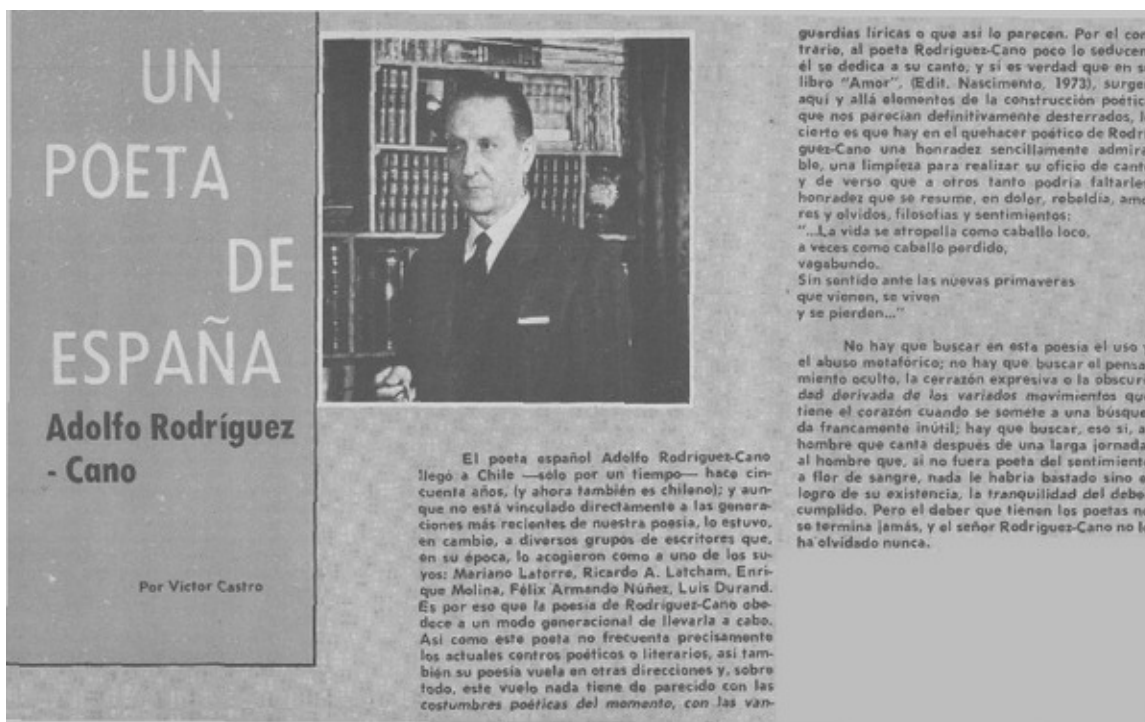 UN
POETA
DE
ESPAÑA
Adolfo Rodríguez
- Cano
Por Victor Castro
El poeta español Adolfo Rodríguez-Cano
llegó a Chile —sólo por un tiempo— hace cin-
cuenta años, (y ahora también es chileno); y aun-
que no está vinculado directamente a las genera-
ciones más recientes de nuestra poesía, lo estuvo,
en cambio, a diversos grupos de escritores que,
en su época, lo acogieron como a uno de los su-
yos: Mariano Latorre, Ricardo A. Latcham, Enri-
que Molina, Félix Armando Núñez, Luis Durand.
Es por eso que la poesía de Rodríguez-Cano obe-
dece a un modo generacional de llevarla a cabo.
Así como este poeta no frecuenta precisamente
los actuales centros poéticos o literarios, así tam-
bién su poesía vuela en otras direcciones y, sobre
todo, este vuelo nada tiene de parecido con las
costumbres poéticas del momento, con las van-
guardias líricas o que así lo parecen. Por el con
trario, al poeta Rodríguez-Cano poco lo seducen
él se dedica a su canto, y si es verdad que en s
libro "Amor", (Edit. Nascimento, 1973), surgen
aquí y allá elementos de la construcción poétic
que nos parecían definitivamente desterrados, l
cierto es que hay en el quehacer poético de Rodr
guez-Cano una honradez sencillamente admira
ble, una limpieza para realizar su oficio de cant
y de verso que a otros tanto podría faltarles
honradez que se resume, en dolor, rebeldía, amo
res y olvidos, filosofías y sentimientos:
"...La vida se atropella como caballo loco,
a veces como caballo perdido,
vagabundo.
Sin sentido ante las nuevas primaveras
que vienen, se viven
y se pierden..."
No hay que buscar en esta poesía el uso y
el abuso metafórico; no hay que buscar el pensa
miento oculto, la cerrazón expresiva o la obscuri
dad derivada de los variados movimientos que
tiene el corazón cuando se somete a una búsque
da francamente inútil; hay que buscar, eso sí, a
hombre que canta después de una larga jornada
al hombre que, si no fuera poeta del sentimiento
a flor de sangre, nada le habría bastado sino e
logro de su existencia, la tranquilidad del debe
cumplido. Pero el deber que tienen los poetas no
se termina jamás, y el señor Rodríguez-Cano no l
ha olvidado nunca.